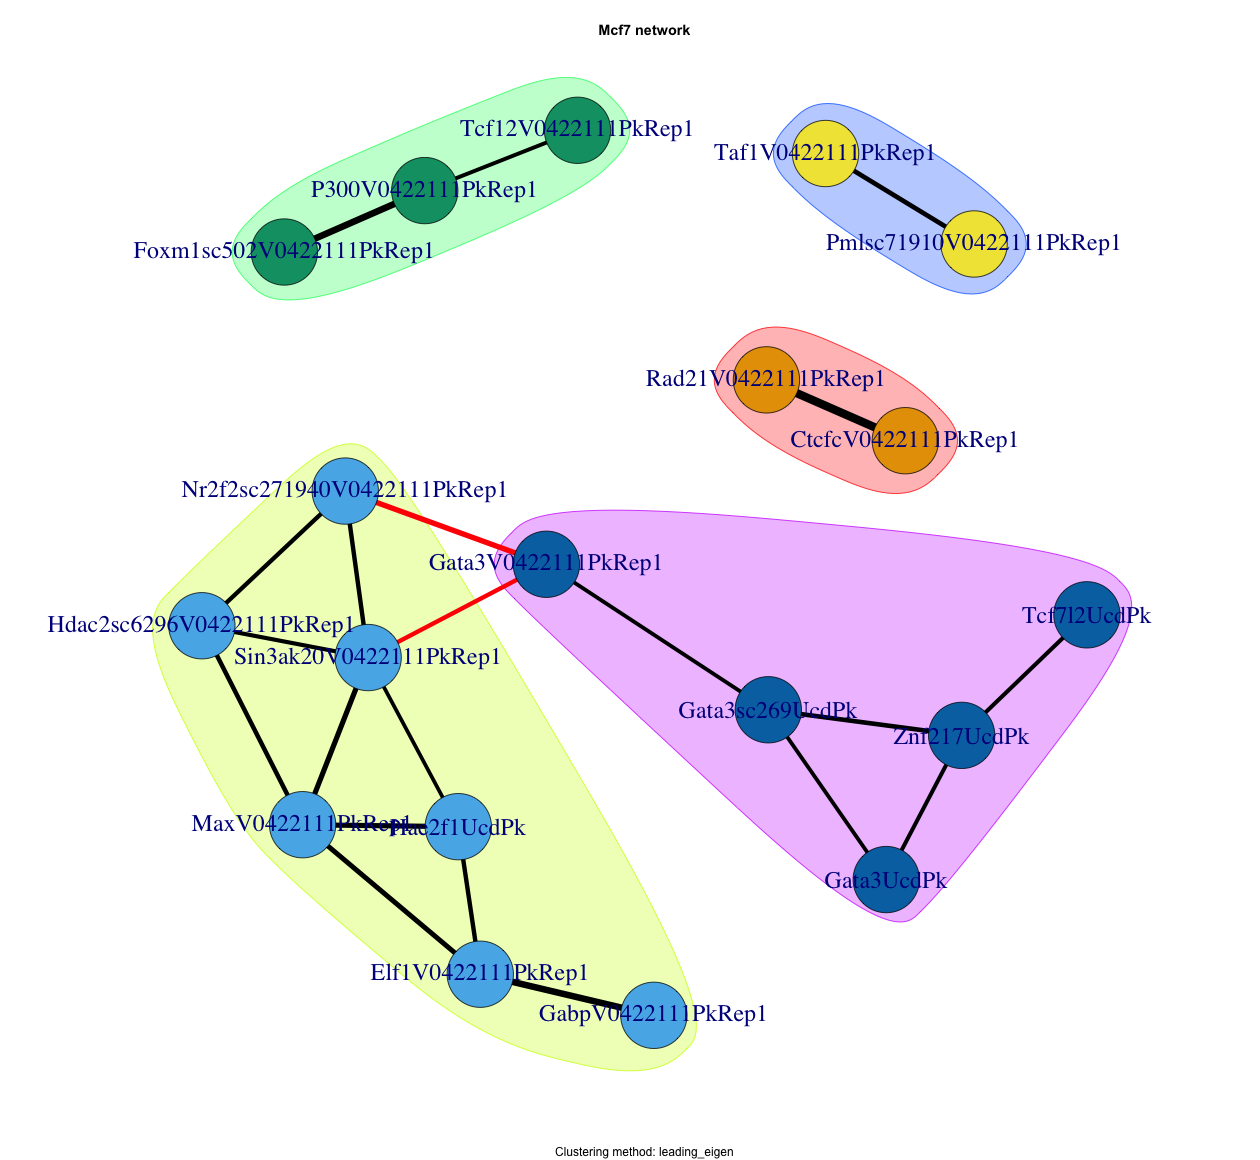 Mcf7 network
Tcf12V0422111PkRep1
Taf1V0422111PkRep1
P300V0422111PkRep1
Pmlsc71910V0422111PkRep1
Foxm1sc502V0422111PkRep1
Rad21V0422111PkRep1
CtcfcV0422111PkRep1
Nr2f2sc271940V0422111PkRep1
Gata3V0422111PkRep1
Tcf7l2UcdPk
Hdac2sc6296V0422111PkRep1
Sin3ak20V0422111PkRep1
Gata3sc269UcdPk
Znf217UcdPk
MaxV0422111PkRep1
Gata3UcdPk
Elf1V0422111PkRep1
GabpV0422111PkRep1
Clustering method: leading_eigen